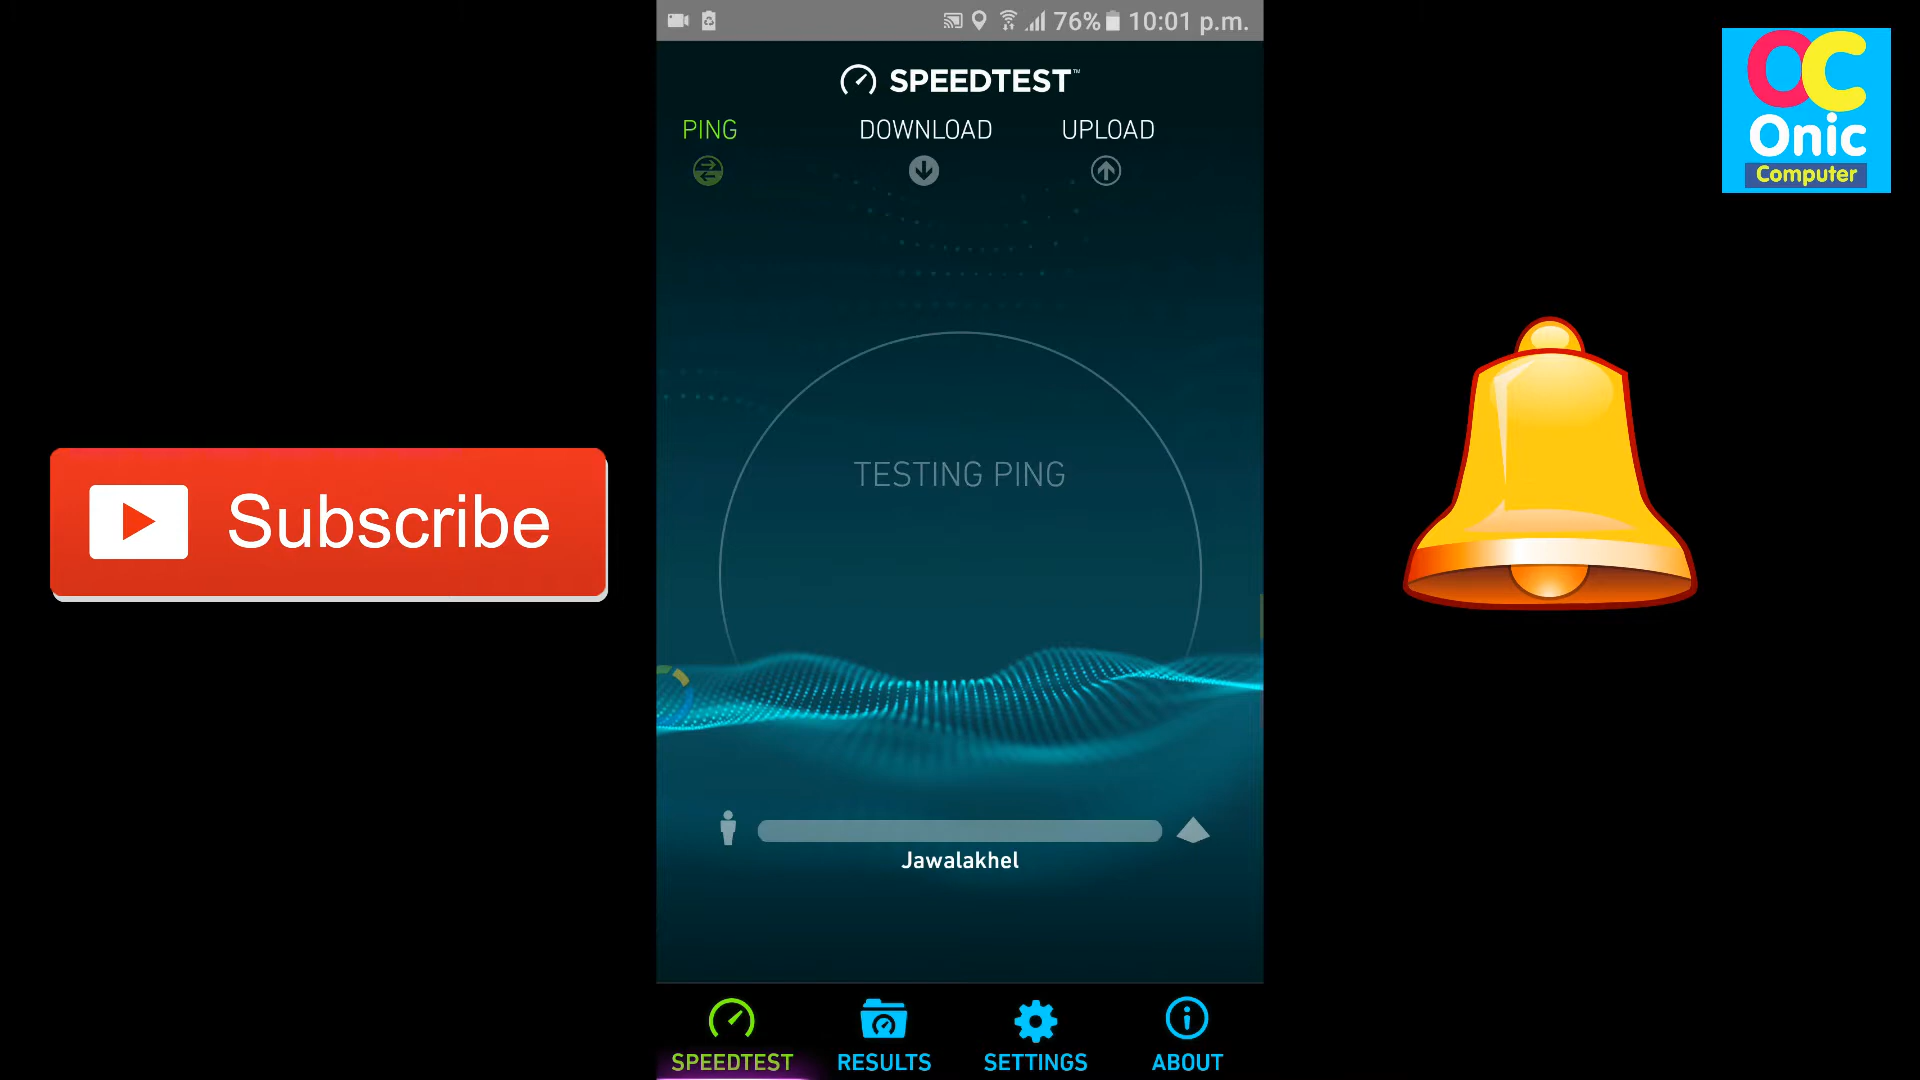 76% 10:01 p.m.
SPEEDTEST™
PING DOWNLOAD UPLOAD
TESTING PING
Jawalakhel
SPEEDTEST RESULTS SETTINGS ABOUT
Subscribe
OC
Onic
Computer